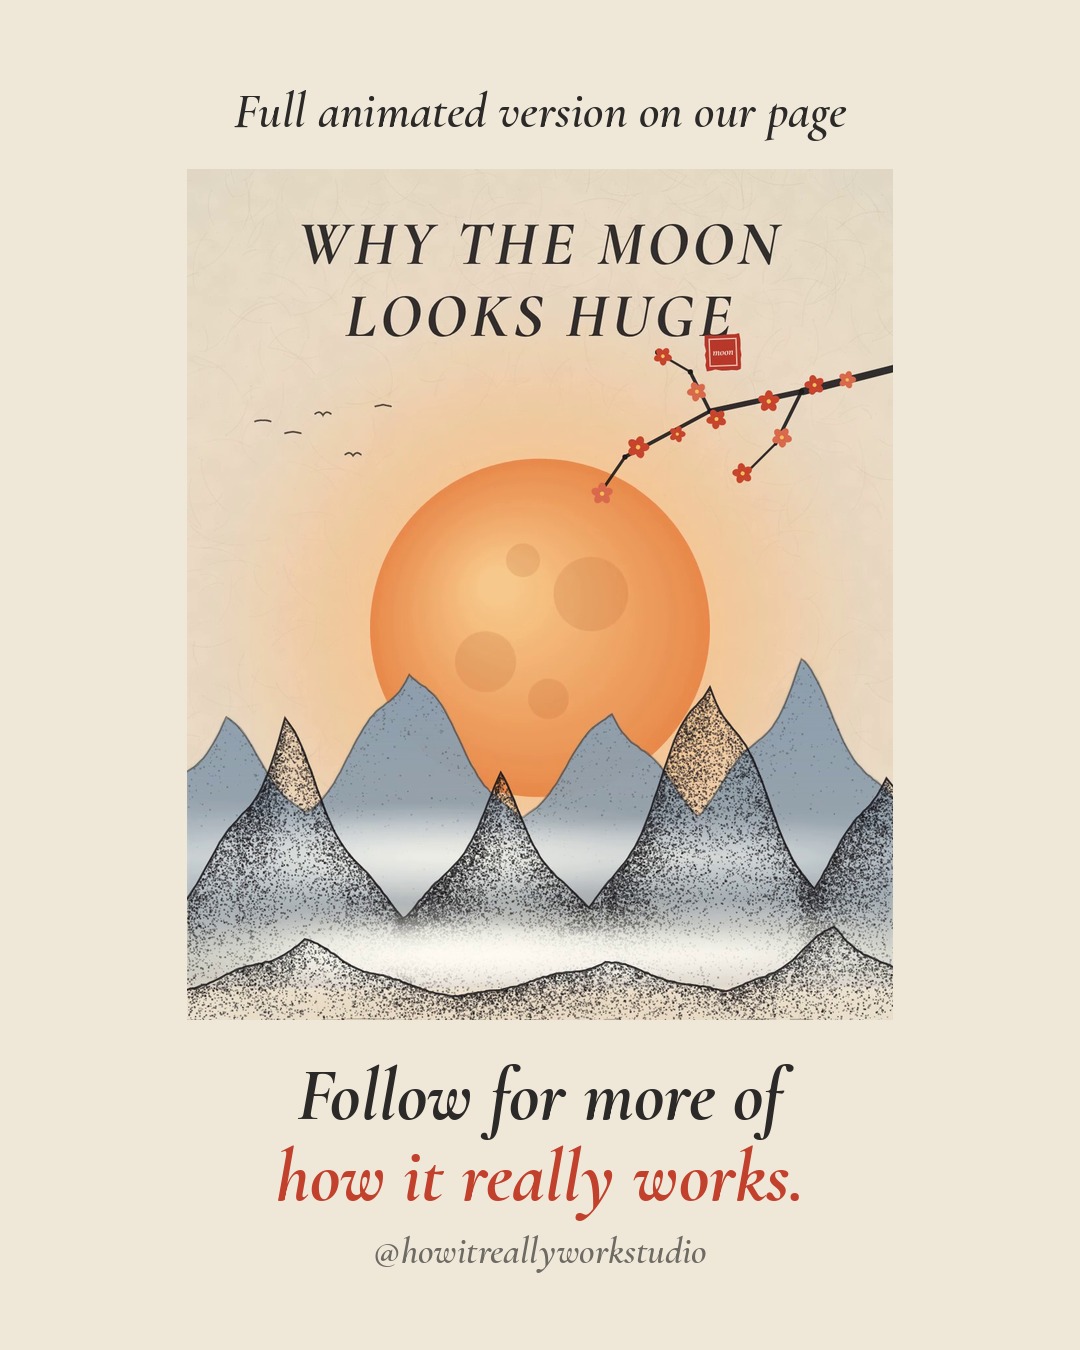 Full animated version on our page
WHY THE MOON
LOOKS HUGE
moon
Follow for more of
how it really works.
@howitreallyworkstudio